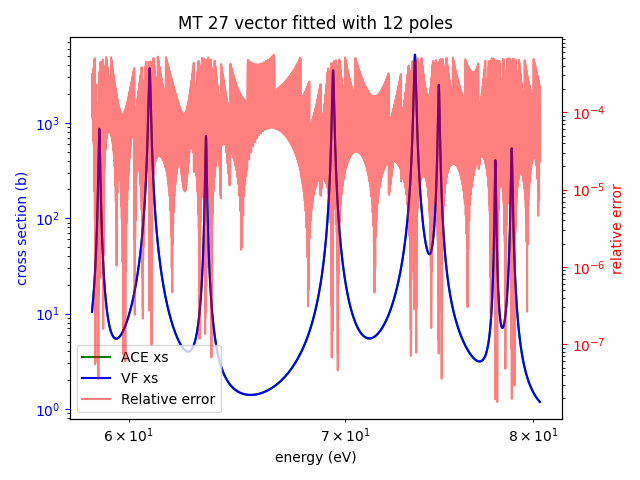 MT 27 vector fitted with 12 poles
cross section (b)
10³
10²
10¹
10⁰
10⁻⁴
10⁻⁵
10⁻⁶
10⁻⁷
relative error
ACE xs
VF xs
Relative error
6 × 10¹
7 × 10¹
8 × 10¹
energy (eV)